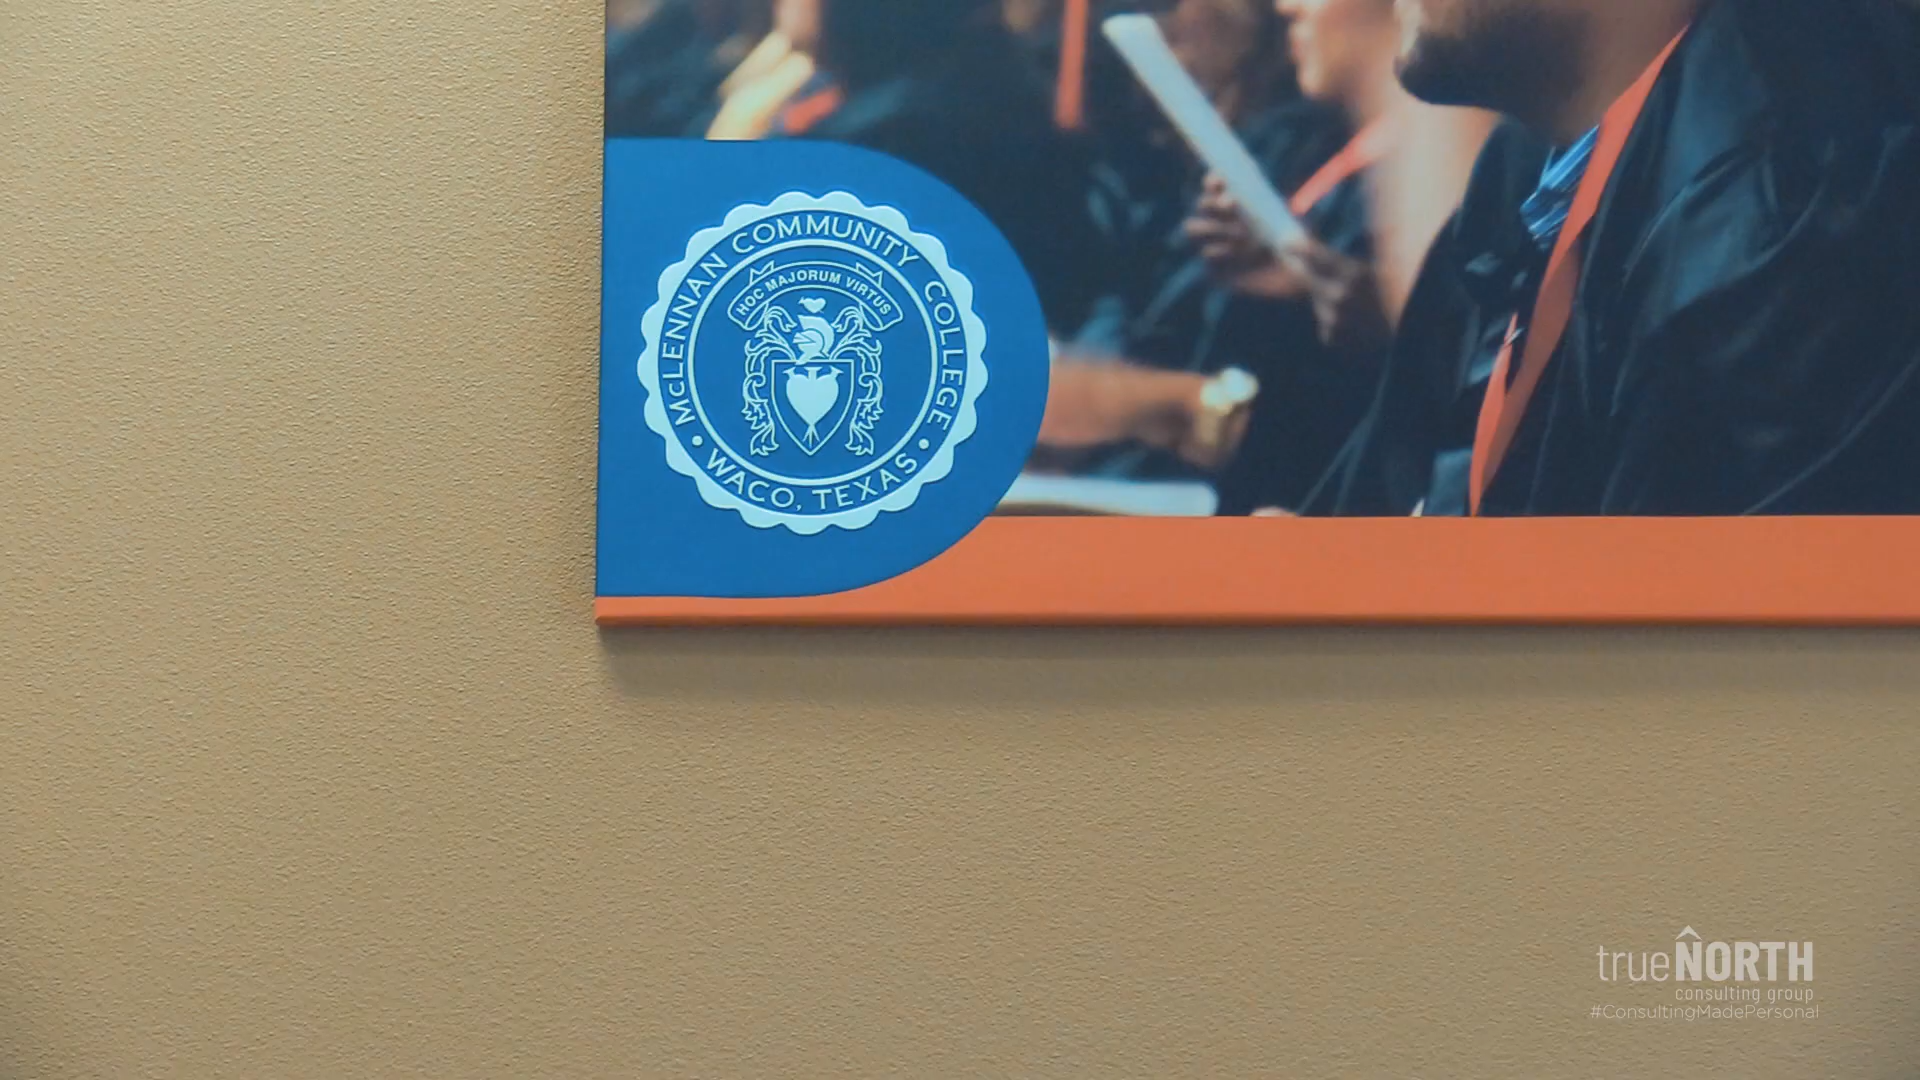 McLENNAN COMMUNITY COLLEGE
HOC MAJORUM VIRTUS
• WACO, TEXAS •
trueNORTH
consulting group
#ConsultingMadePersonal